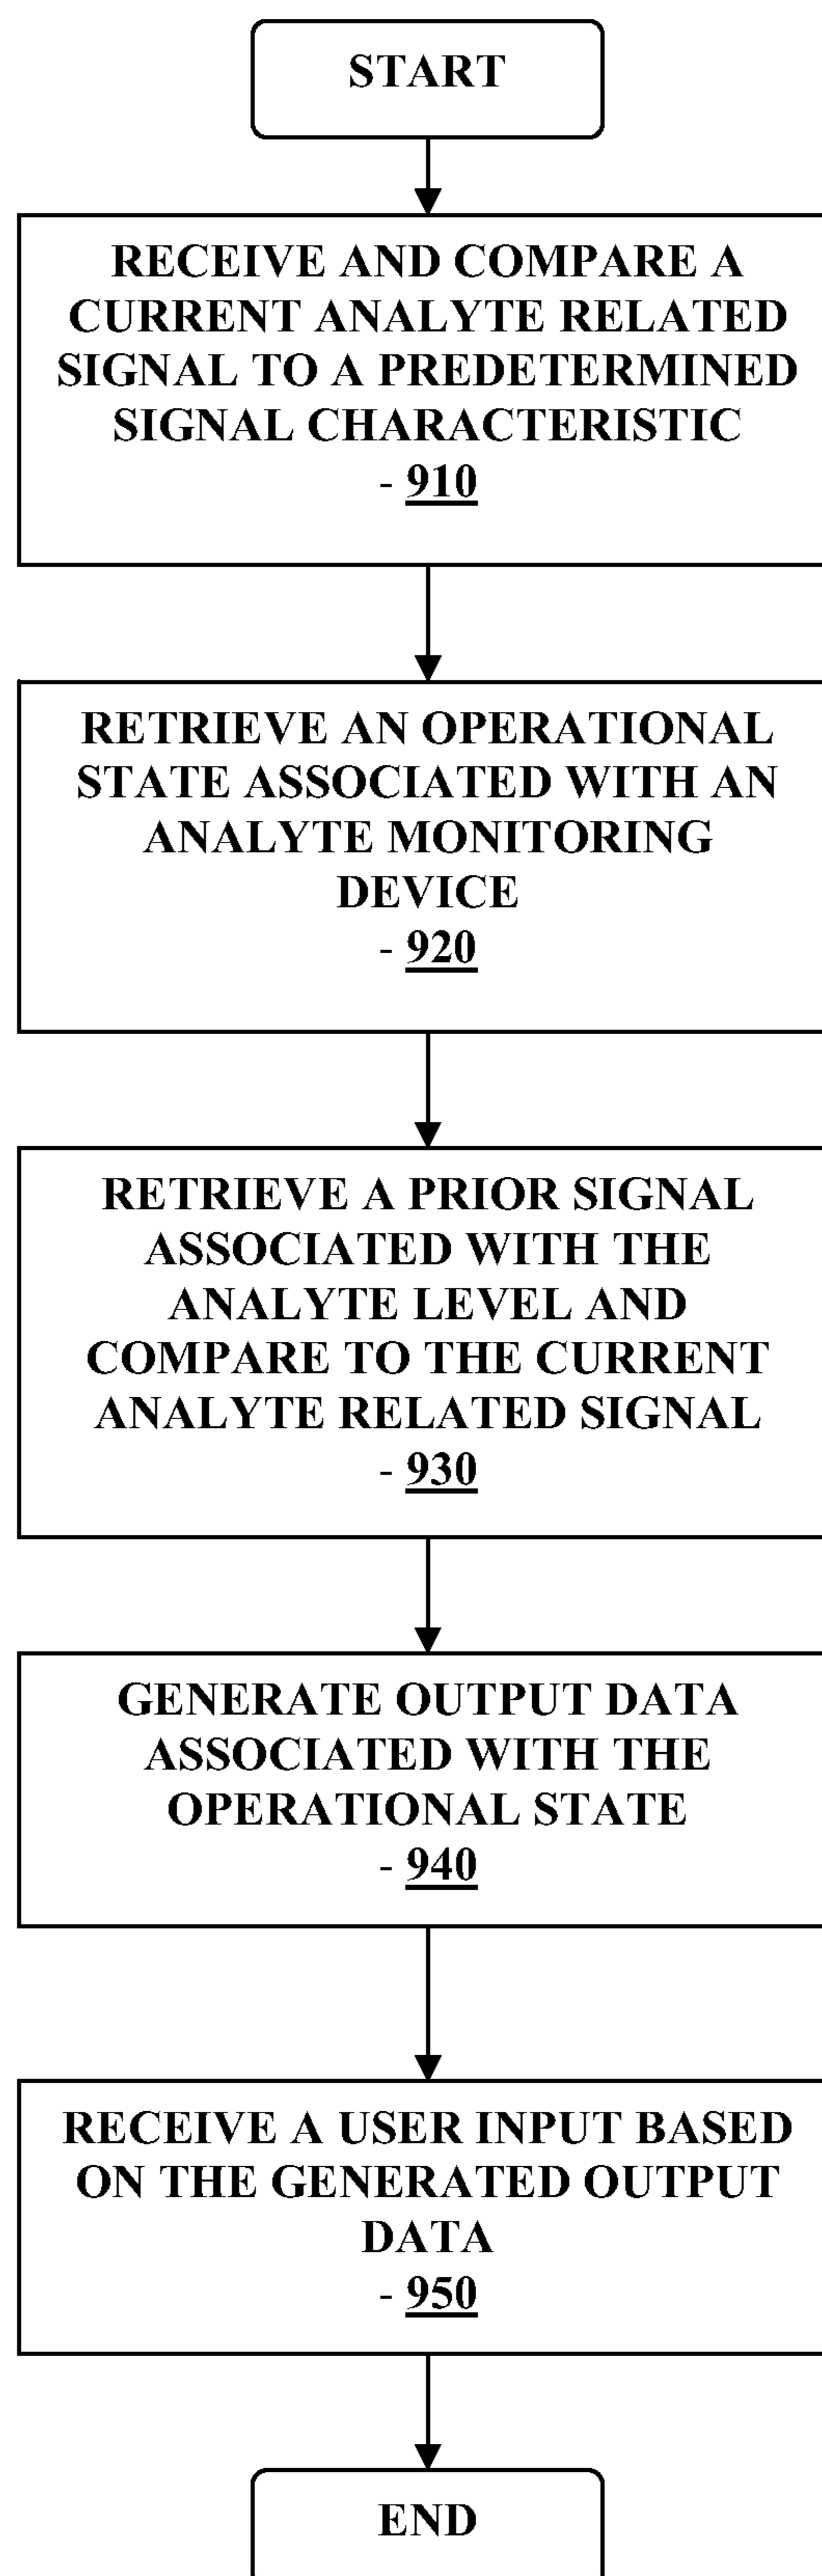 START
RECEIVE AND COMPARE A
CURRENT ANALYTE RELATED
SIGNAL TO A PREDETERMINED
SIGNAL CHARACTERISTIC
- 910
RETRIEVE AN OPERATIONAL
STATE ASSOCIATED WITH AN
ANALYTE MONITORING
DEVICE
- 920
RETRIEVE A PRIOR SIGNAL
ASSOCIATED WITH THE
ANALYTE LEVEL AND
COMPARE TO THE CURRENT
ANALYTE RELATED SIGNAL
- 930
GENERATE OUTPUT DATA
ASSOCIATED WITH THE
OPERATIONAL STATE
- 940
RECEIVE A USER INPUT BASED
ON THE GENERATED OUTPUT
DATA
- 950
END